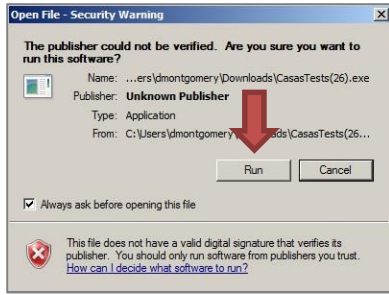 Open File - Security Warning
The publisher could not be verified. Are you sure you want to
run this software?
Name: ...ers\dmontgomery\Downloads\CasasTests(26).exe
Publisher: Unknown Publisher
Type: Application
From: C:\Users\dmontgomery\ ads\CasasTests(26...
Run Cancel
Always ask before opening this file
This file does not have a valid digital signature that verifies its
publisher. You should only run software from publishers you trust.
How can I decide what software to run?